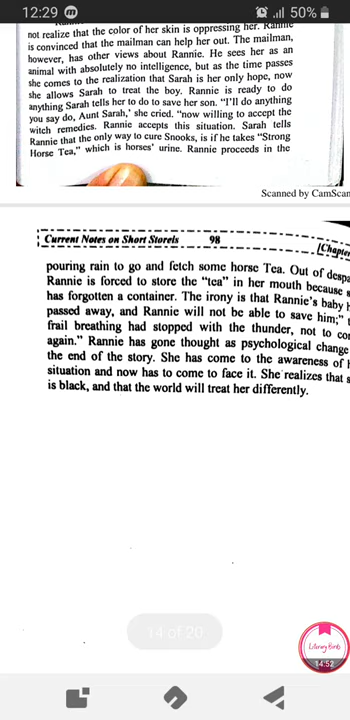 12:29 m 50%
not realize that the color of her skin is oppressing her. Rannie
is convinced that the mailman can help her out. The mailman,
however, has other views about Rannie. He sees her as an
animal with absolutely no intelligence, but as the time passes
she comes to the realization that Sarah is her only hope, now
she allows Sarah to treat the boy. Rannie is ready to do
anything Sarah tells her to do to save her son. “I’ll do anything
you say do, Aunt Sarah,’ she cried. “now willing to accept the
witch remedies. Rannie accepts this situation. Sarah tells
Rannie that the only way to cure Snooks, is if he takes “Strong
Horse Tea,” which is horses’ urine. Rannie proceeds in the
Scanned by CamScan
Current Notes on Short Storeis 98 [Chapter
pouring rain to go and fetch some horse Tea. Out of despa
Rannie is forced to store the “tea” in her mouth because s
has forgotten a container. The irony is that Rannie’s baby h
passed away, and Rannie will not be able to save him;” t
frail breathing had stopped with the thunder, not to co
again.” Rannie has gone thought as psychological change
the end of the story. She has come to the awareness of h
situation and now has to come to face it. She realizes that s
is black, and that the world will treat her differently.
14 of 20
Literary Birds
14:52